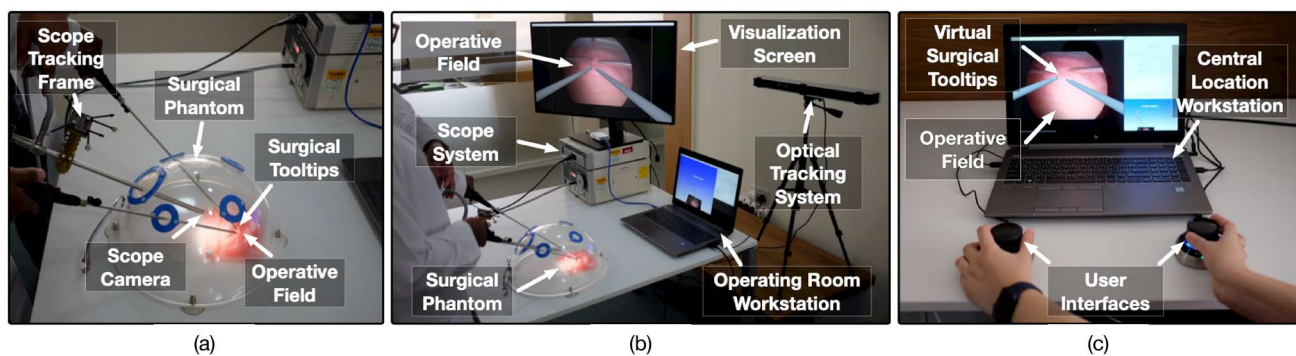 Scope
Tracking
Frame
Surgical
Phantom
Surgical
Tooltips
Scope
Camera
Operative
Field
(a)
Operative
Field
Visualization
Screen
Scope
System
Optical
Tracking
System
Surgical
Phantom
Operating Room
Workstation
(b)
Virtual
Surgical
Tooltips
Central
Location
Workstation
Operative
Field
User
Interfaces
(c)